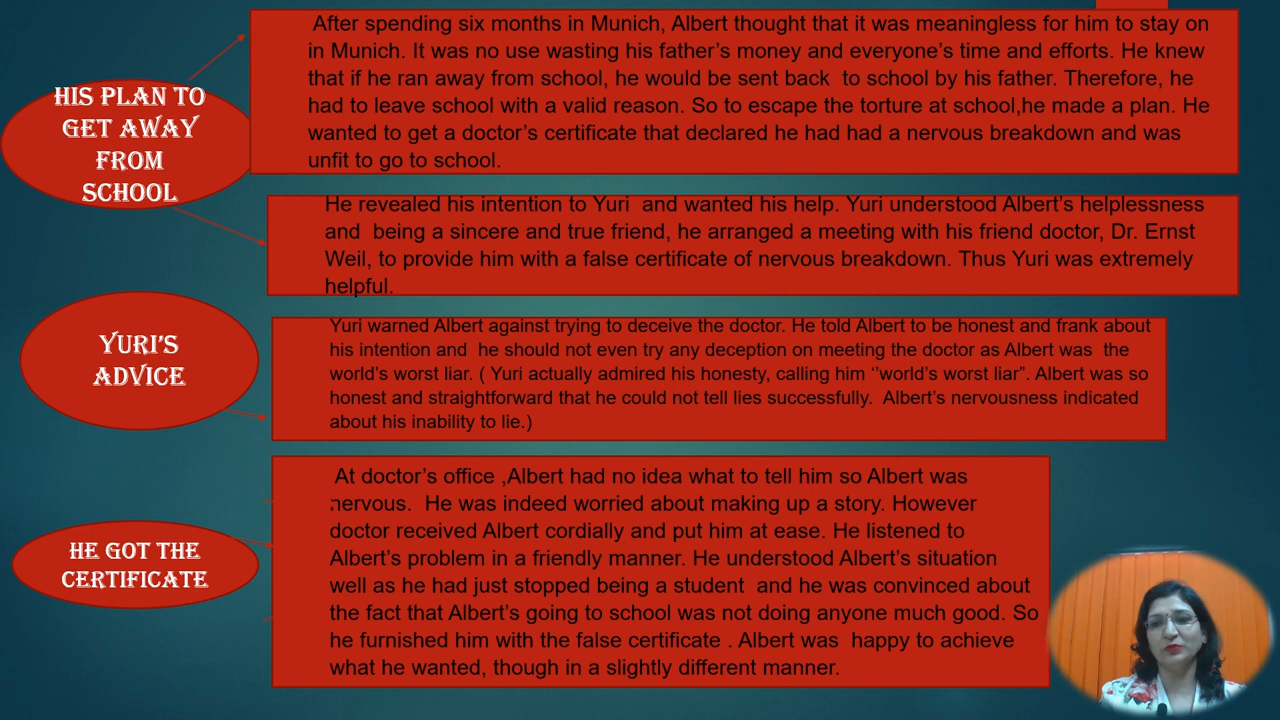 HIS PLAN TO
GET AWAY
FROM
SCHOOL
After spending six months in Munich, Albert thought that it was meaningless for him to stay on
in Munich. It was no use wasting his father’s money and everyone’s time and efforts. He knew
that if he ran away from school, he would be sent back  to school by his father. Therefore, he
had to leave school with a valid reason. So to escape the torture at school,he made a plan. He
wanted to get a doctor’s certificate that declared he had had a nervous breakdown and was
unfit to go to school.
He revealed his intention to Yuri  and wanted his help. Yuri understood Albert’s helplessness
and  being a sincere and true friend, he arranged a meeting with his friend doctor, Dr. Ernst
Weil, to provide him with a false certificate of nervous breakdown. Thus Yuri was extremely
helpful.
YURI’S
ADVICE
Yuri warned Albert against trying to deceive the doctor. He told Albert to be honest and frank about
his intention and  he should not even try any deception on meeting the doctor as Albert was  the
world’s worst liar. ( Yuri actually admired his honesty, calling him ‘’world’s worst liar”. Albert was so
honest and straightforward that he could not tell lies successfully.  Albert’s nervousness indicated
about his inability to lie.)
HE GOT THE
CERTIFICATE
At doctor’s office ,Albert had no idea what to tell him so Albert was
nervous.  He was indeed worried about making up a story. However
doctor received Albert cordially and put him at ease. He listened to
Albert’s problem in a friendly manner. He understood Albert’s situation
well as he had just stopped being a student  and he was convinced about
the fact that Albert’s going to school was not doing anyone much good. So
he furnished him with the false certificate . Albert was  happy to achieve
what he wanted, though in a slightly different manner.